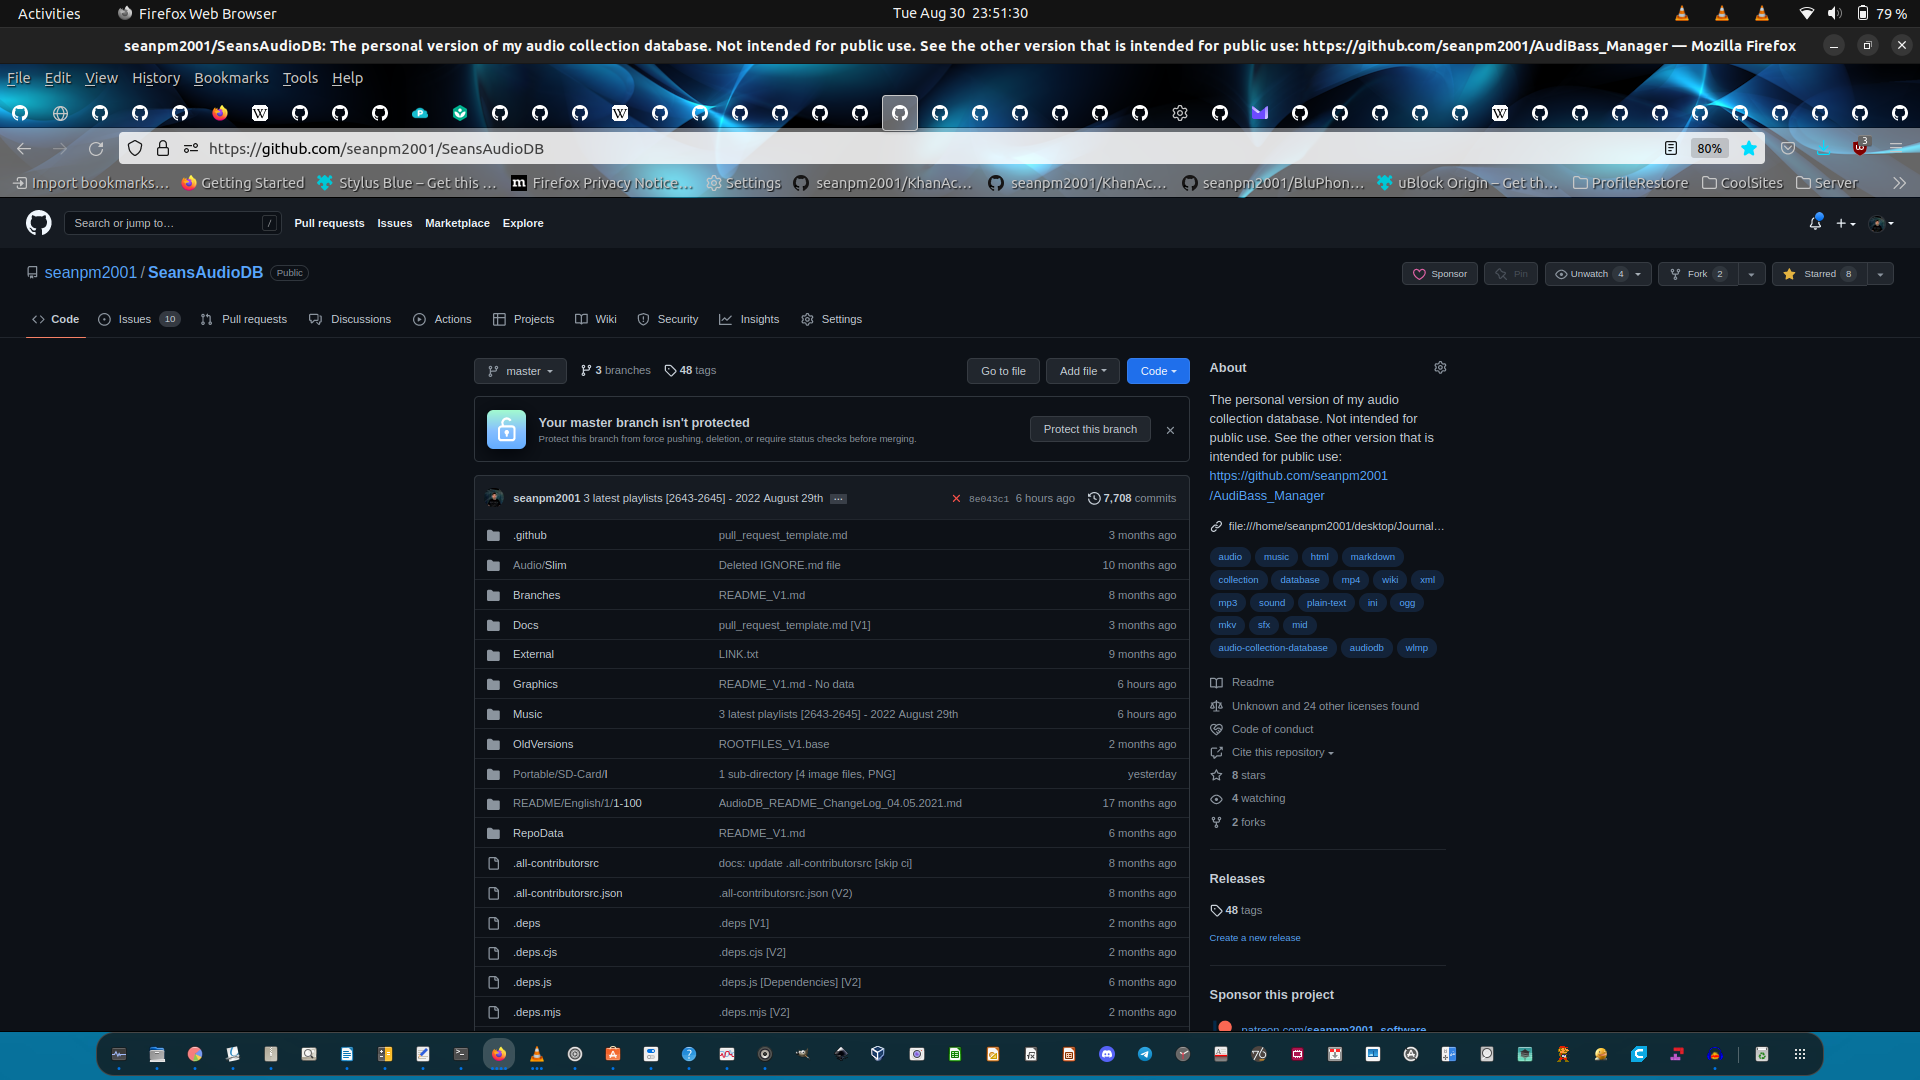 Activities Firefox Web Browser Tue Aug 30 23:51:30 79 %
seanpm2001/SeansAudioDB: The personal version of my audio collection database. Not intended for public use. See the other version that is intended for public use: https://github.com/seanpm2001/AudiBass_Manager — Mozilla Firefox
File Edit View History Bookmarks Tools Help
https://github.com/seanpm2001/SeansAudioDB 80% 3
Import bookmarks… Getting Started Stylus Blue – Get this … Firefox Privacy Notice… Settings seanpm2001/KhanAc… seanpm2001/KhanAc… seanpm2001/BluPhon… uBlock Origin – Get th… ProfileRestore CoolSites Server
Search or jump to… / Pull requests Issues Marketplace Explore
seanpm2001 / SeansAudioDB Public Sponsor Pin Unwatch 4 Fork 2 Starred 8
Code Issues 10 Pull requests Discussions Actions Projects Wiki Security Insights Settings
master 3 branches 48 tags Go to file Add file Code
Your master branch isn't protected
Protect this branch from force pushing, deletion, or require status checks before merging.
Protect this branch
seanpm2001 3 latest playlists [2643-2645] - 2022 August 29th … 8e043c1 6 hours ago 7,708 commits
.github pull_request_template.md 3 months ago
Audio/Slim Deleted IGNORE.md file 10 months ago
Branches README_V1.md 8 months ago
Docs pull_request_template.md [V1] 3 months ago
External LINK.txt 9 months ago
Graphics README_V1.md - No data 6 hours ago
Music 3 latest playlists [2643-2645] - 2022 August 29th 6 hours ago
OldVersions ROOTFILES_V1.base 2 months ago
Portable/SD-Card/I 1 sub-directory [4 image files, PNG] yesterday
README/English/1/1-100 AudioDB_README_ChangeLog_04.05.2021.md 17 months ago
RepoData README_V1.md 6 months ago
.all-contributorsrc docs: update .all-contributorsrc [skip ci] 8 months ago
.all-contributorsrc.json .all-contributorsrc.json (V2) 8 months ago
.deps .deps [V1] 2 months ago
.deps.cjs .deps.cjs [V2] 2 months ago
.deps.js .deps.js [Dependencies] [V2] 6 months ago
.deps.mjs .deps.mjs [V2] 2 months ago
About
The personal version of my audio
collection database. Not intended for
public use. See the other version that is
intended for public use:
https://github.com/seanpm2001
/AudiBass_Manager
file:///home/seanpm2001/desktop/Journal…
audio music html markdown
collection database mp4 wiki xml
mp3 sound plain-text ini ogg
mkv sfx mid
audio-collection-database audiodb wlmp
Readme
Unknown and 24 other licenses found
Code of conduct
Cite this repository
8 stars
4 watching
2 forks
Releases
48 tags
Create a new release
Sponsor this project
patreon.com/seanpm2001_software